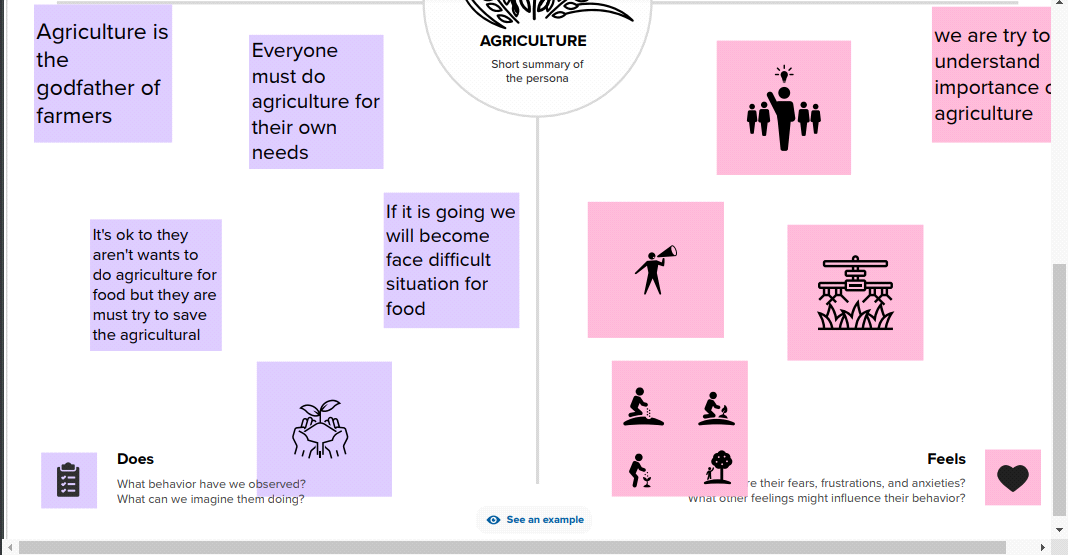 Agriculture is
the
godfather of
farmers
Everyone
must do
agriculture for
their own
needs
It's ok to they
aren't wants to
do agriculture for
food but they are
must try to save
the agricultural
If it is going we
will become
face difficult
situation for
food
AGRICULTURE
Short summary of
the persona
we are try to
understand
importance
agriculture
Does
What behavior have we observed?
What can we imagine them doing?
Feels
their fears, frustrations, and anxieties?
What other feelings might influence their behavior?
See an example